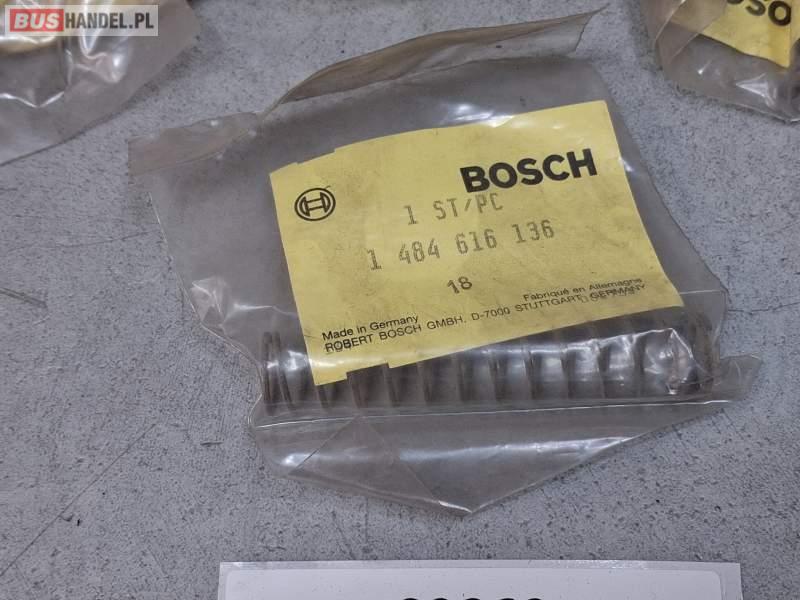 BUSHANDEL.PL
BOSCH
BOSCH
1 ST/PC
1 484 616 136
18
Made in Germany
Fabriqué en Allemagne
ROBERT BOSCH GMBH, D-7000 STUTTGART, GERMANY